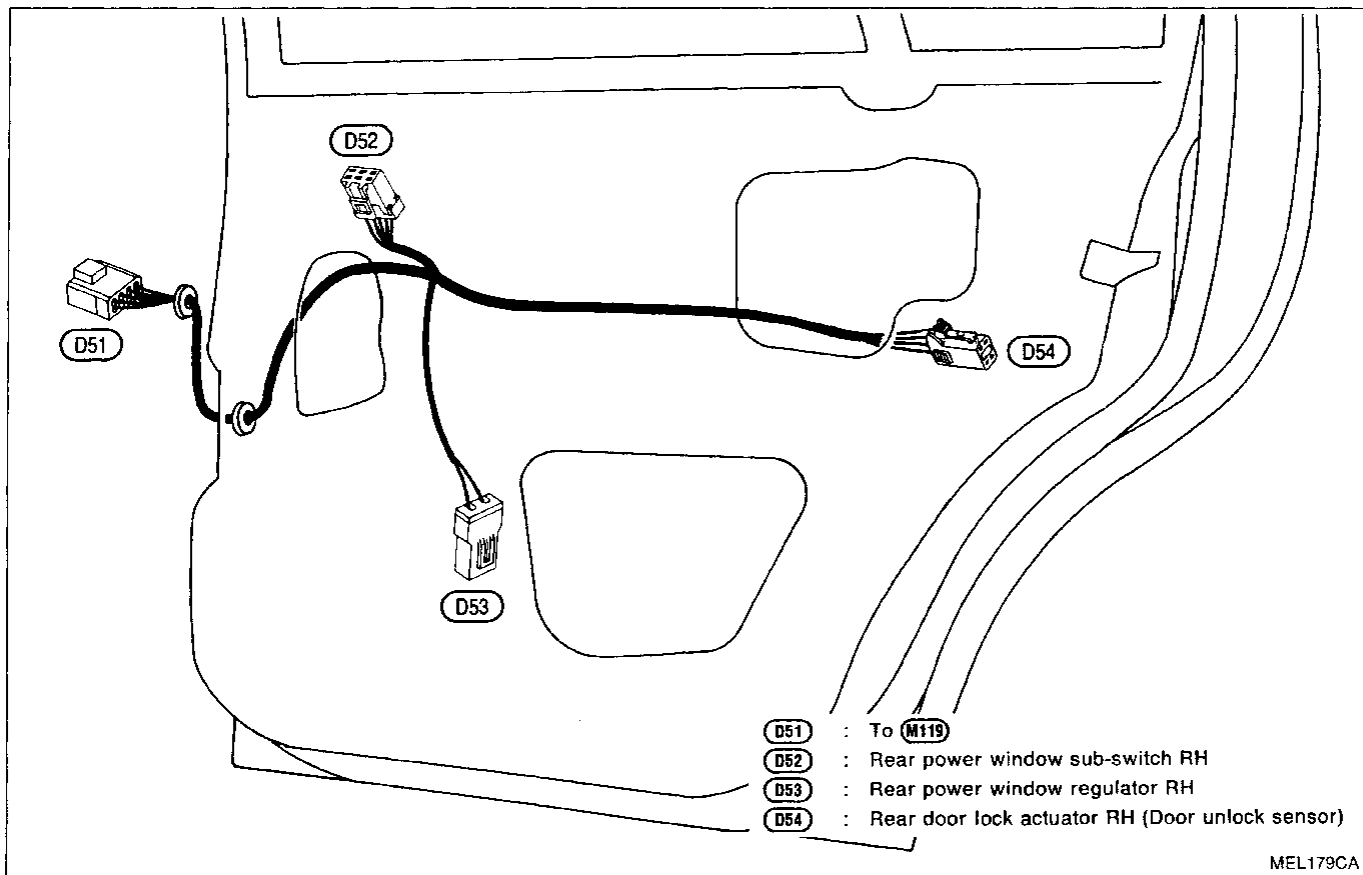 D52
D51
D54
D53
D51 : To M119
D52 : Rear power window sub-switch RH
D53 : Rear power window regulator RH
D54 : Rear door lock actuator RH (Door unlock sensor)
MEL179CA